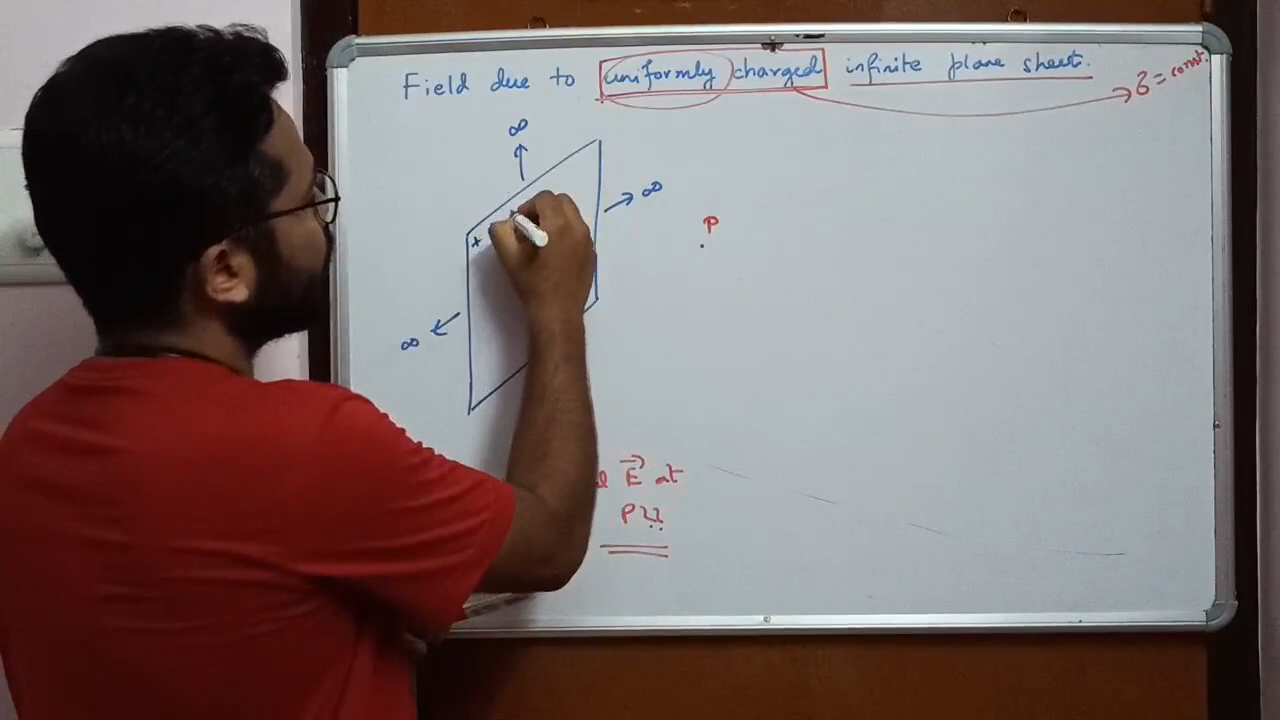 Field due to uniformly charged infinite plane sheet.
= const.
∞
→ ∞
P
+
∞
E at
P??